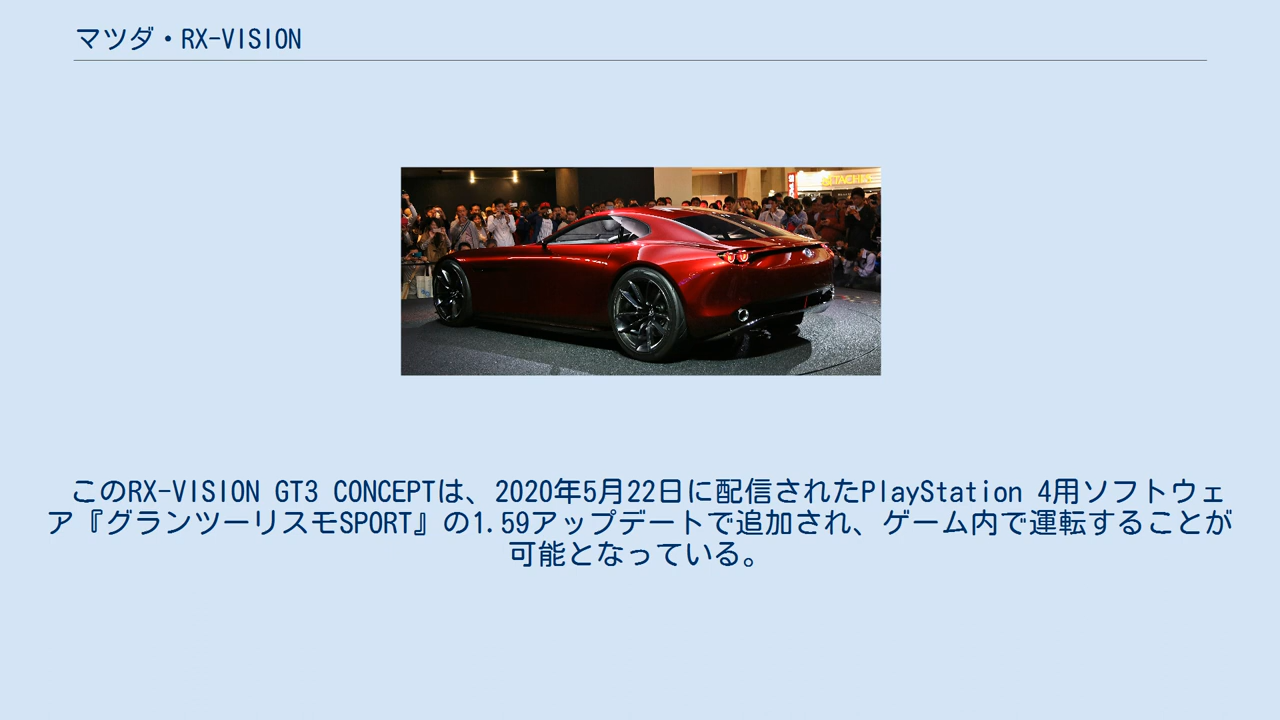 マツダ・RX-VISION
このRX-VISION GT3 CONCEPTは、2020年5月22日に配信されたPlayStation 4用ソフトウェ
ア『グランツーリスモSPORT』の1.59アップデートで追加され、ゲーム内で運転することが
可能となっている。